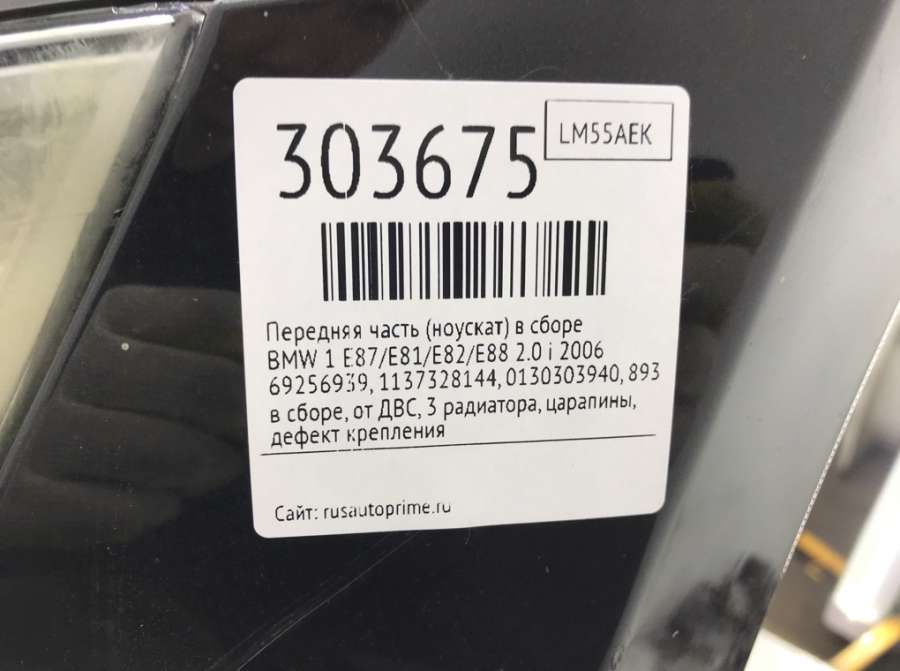 303675
LM55AEK
Передняя часть (ноускат) в сборе
BMW 1 E87/E81/E82/E88 2.0 i 2006
69256939, 1137328144, 0130303940, 893
в сборе, от ДВС, 3 радиатора, царапины,
дефект крепления
Сайт: rusautoprime.ru